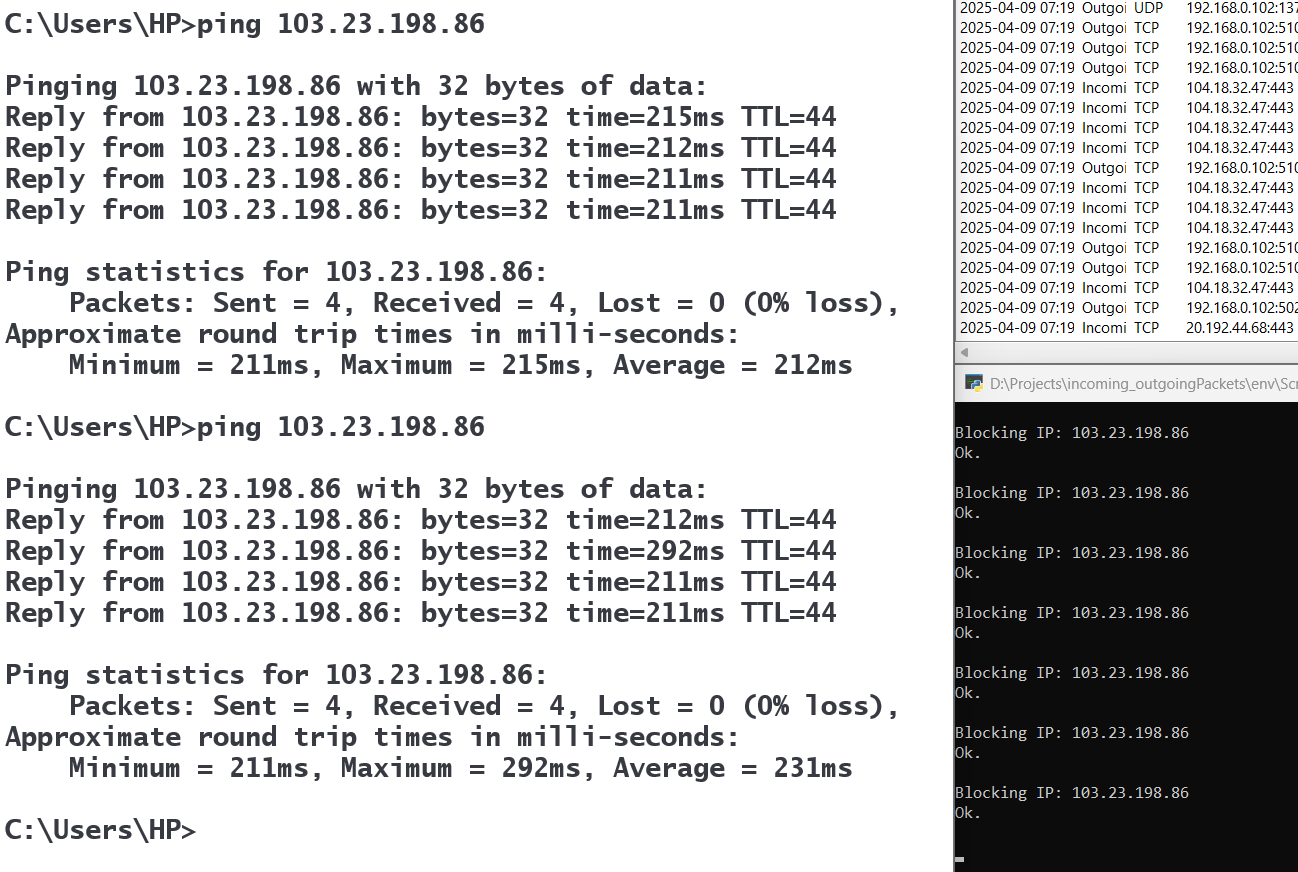 C:\Users\HP>ping 103.23.198.86
Pinging 103.23.198.86 with 32 bytes of data:
Reply from 103.23.198.86: bytes=32 time=215ms TTL=44
Reply from 103.23.198.86: bytes=32 time=212ms TTL=44
Reply from 103.23.198.86: bytes=32 time=211ms TTL=44
Reply from 103.23.198.86: bytes=32 time=211ms TTL=44
Ping statistics for 103.23.198.86:
    Packets: Sent = 4, Received = 4, Lost = 0 (0% loss),
Approximate round trip times in milli-seconds:
    Minimum = 211ms, Maximum = 215ms, Average = 212ms
C:\Users\HP>ping 103.23.198.86
Pinging 103.23.198.86 with 32 bytes of data:
Reply from 103.23.198.86: bytes=32 time=212ms TTL=44
Reply from 103.23.198.86: bytes=32 time=292ms TTL=44
Reply from 103.23.198.86: bytes=32 time=211ms TTL=44
Reply from 103.23.198.86: bytes=32 time=211ms TTL=44
Ping statistics for 103.23.198.86:
    Packets: Sent = 4, Received = 4, Lost = 0 (0% loss),
Approximate round trip times in milli-seconds:
    Minimum = 211ms, Maximum = 292ms, Average = 231ms
C:\Users\HP>
2025-04-09 07:19 Outgoi UDP 192.168.0.102:137
2025-04-09 07:19 Outgoi TCP 192.168.0.102:510
2025-04-09 07:19 Outgoi TCP 192.168.0.102:510
2025-04-09 07:19 Outgoi TCP 192.168.0.102:510
2025-04-09 07:19 Incomi TCP 104.18.32.47:443
2025-04-09 07:19 Incomi TCP 104.18.32.47:443
2025-04-09 07:19 Incomi TCP 104.18.32.47:443
2025-04-09 07:19 Incomi TCP 104.18.32.47:443
2025-04-09 07:19 Outgoi TCP 192.168.0.102:510
2025-04-09 07:19 Incomi TCP 104.18.32.47:443
2025-04-09 07:19 Incomi TCP 104.18.32.47:443
2025-04-09 07:19 Incomi TCP 104.18.32.47:443
2025-04-09 07:19 Outgoi TCP 192.168.0.102:510
2025-04-09 07:19 Outgoi TCP 192.168.0.102:510
2025-04-09 07:19 Incomi TCP 104.18.32.47:443
2025-04-09 07:19 Outgoi TCP 192.168.0.102:502
2025-04-09 07:19 Incomi TCP 20.192.44.68:443
D:\Projects\incoming_outgoingPackets\env\Scr
Blocking IP: 103.23.198.86
Ok.
Blocking IP: 103.23.198.86
Ok.
Blocking IP: 103.23.198.86
Ok.
Blocking IP: 103.23.198.86
Ok.
Blocking IP: 103.23.198.86
Ok.
Blocking IP: 103.23.198.86
Ok.
Blocking IP: 103.23.198.86
Ok.